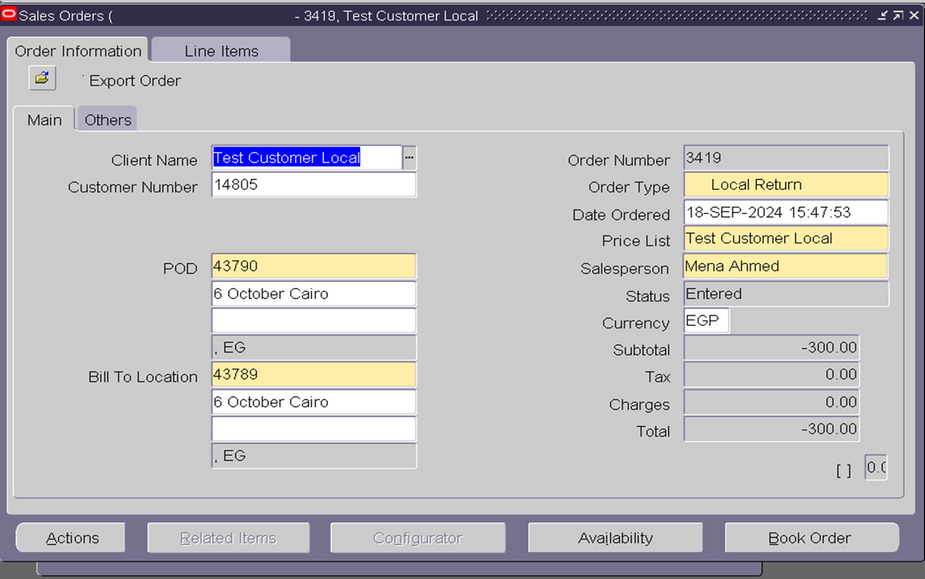 Sales Orders ( - 3419, Test Customer Local
Order Information Line Items
Export Order
Main Others
Client Name Test Customer Local ...
Customer Number 14805
POD 43790
6 October Cairo
, EG
Bill To Location 43789
6 October Cairo
, EG
Order Number 3419
Order Type Local Return
Date Ordered 18-SEP-2024 15:47:53
Price List Test Customer Local
Salesperson Mena Ahmed
Status Entered
Currency EGP
Subtotal -300.00
Tax 0.00
Charges 0.00
Total -300.00
[ ] 0.0
Actions Related Items Configurator Availability Book Order